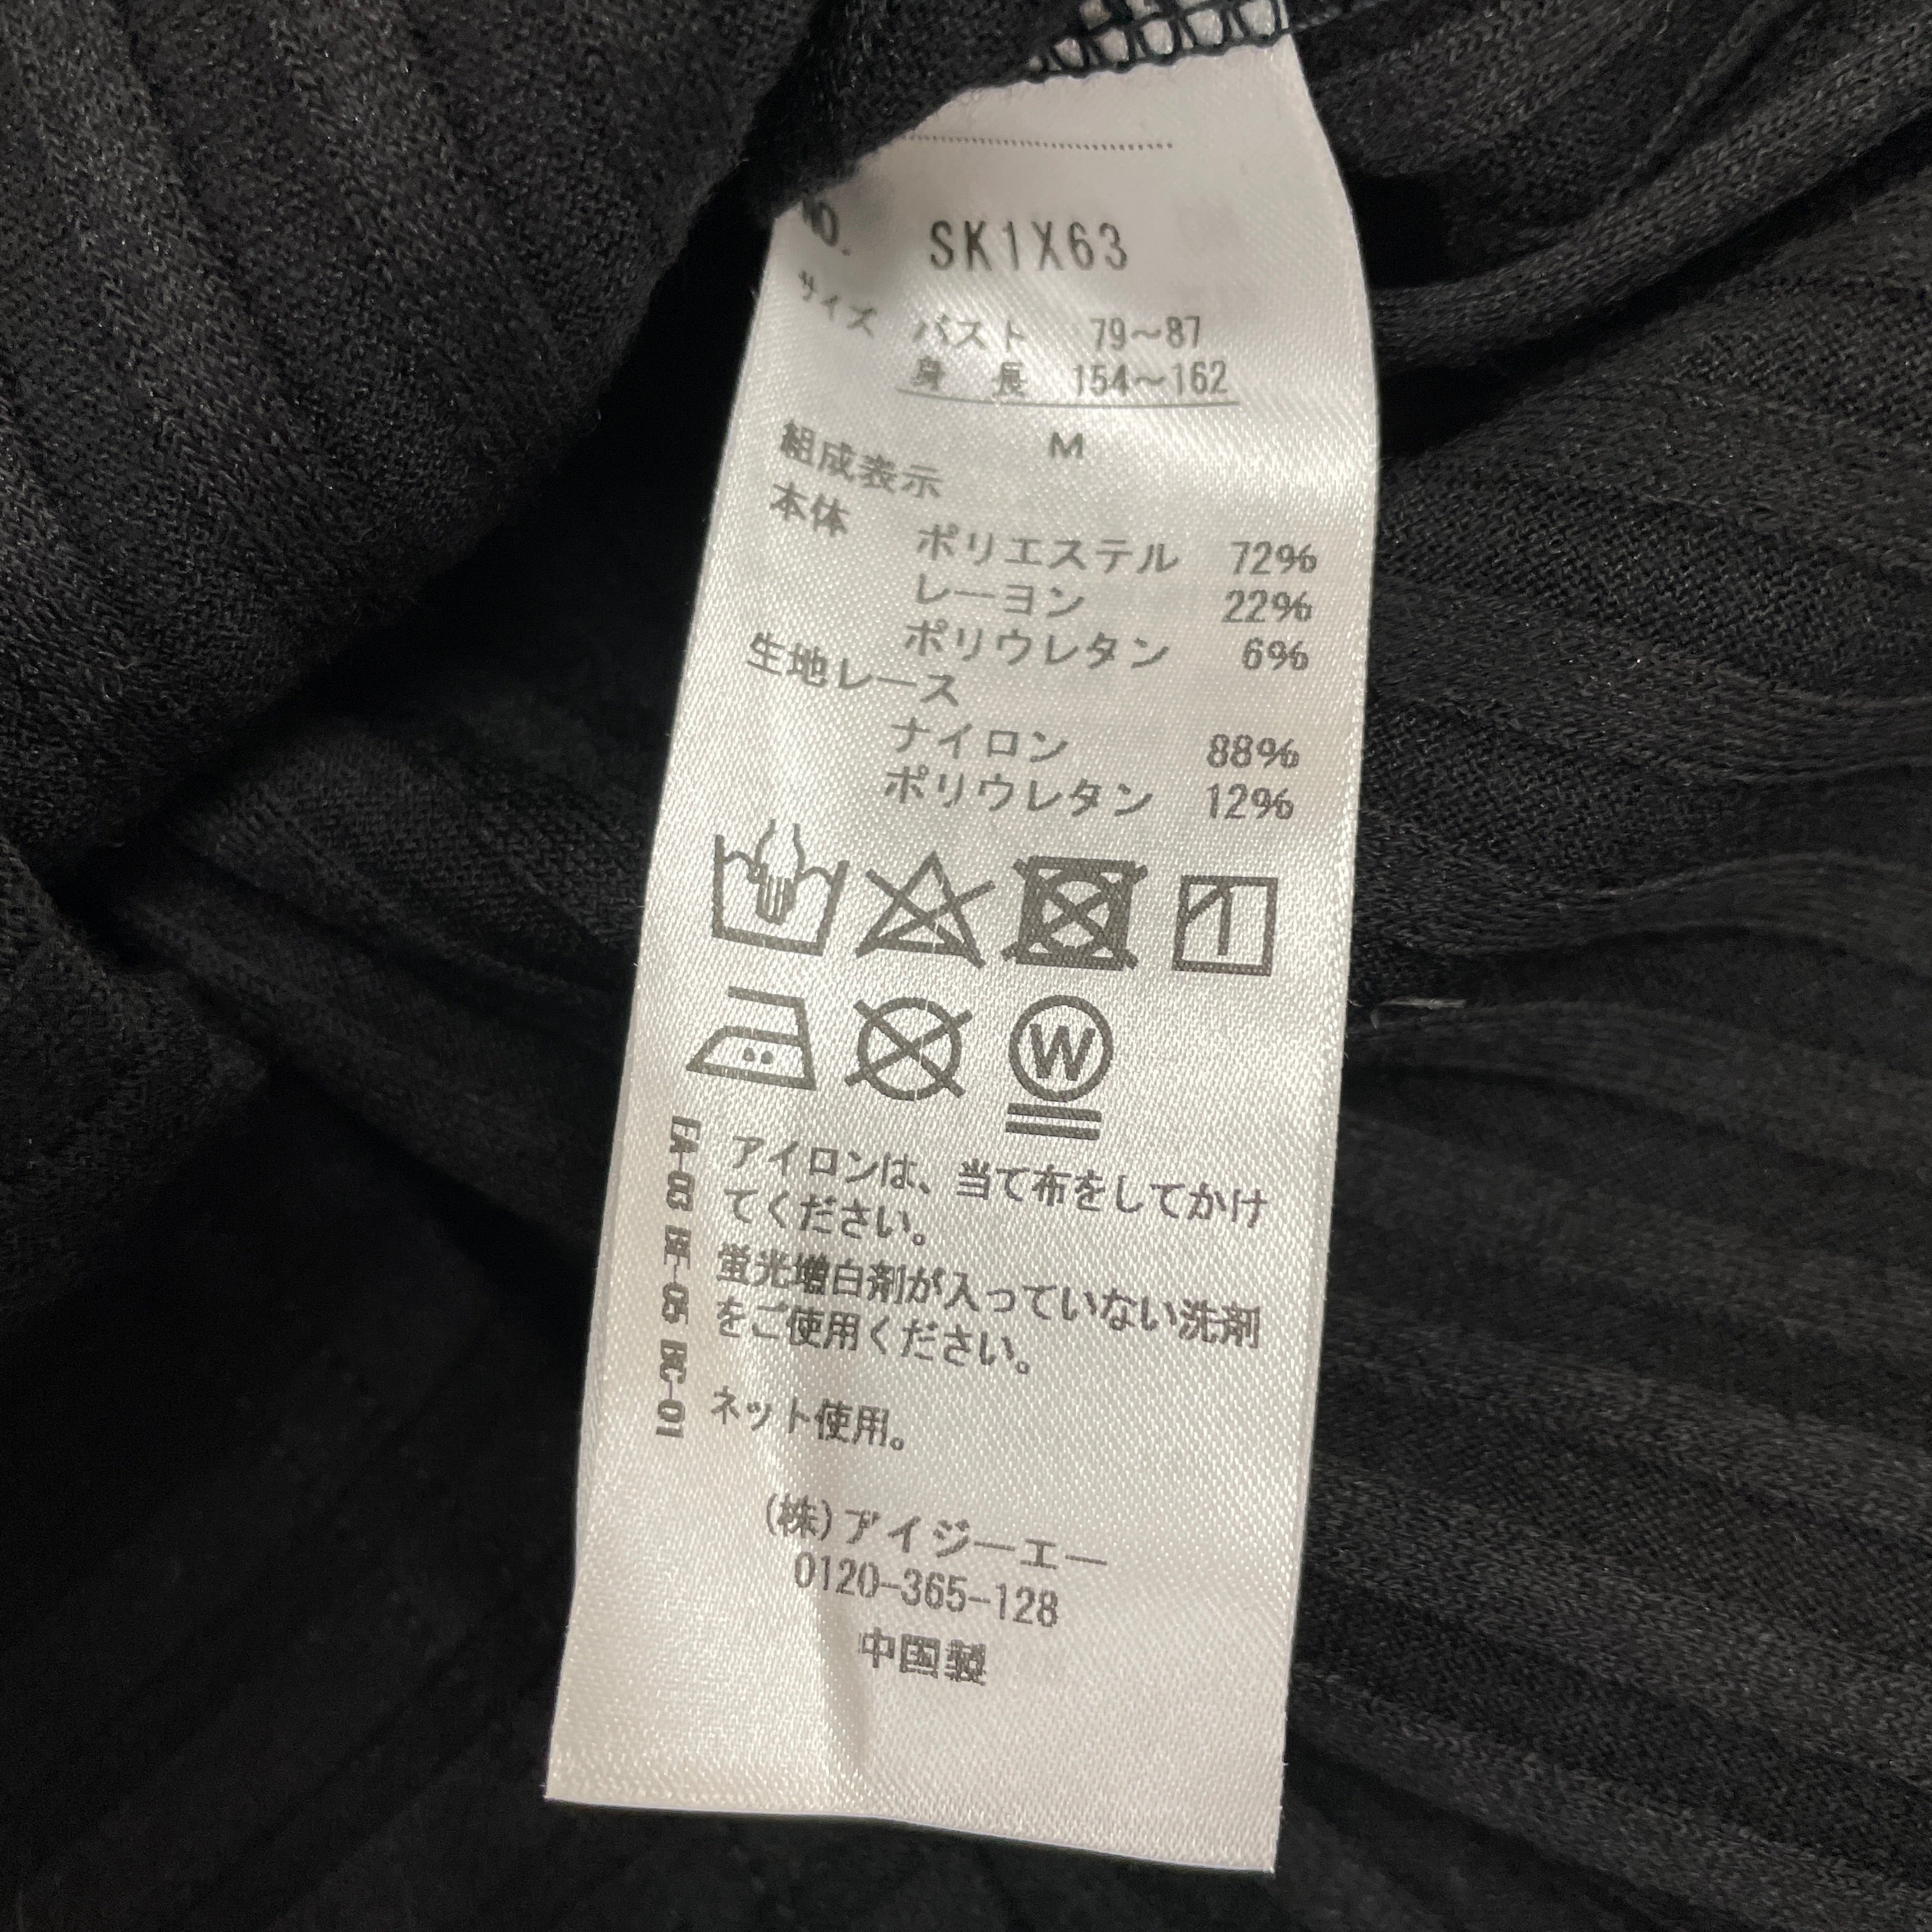 NO. SK1X63
サイズ バスト 79～87
身 長 154～162
M
組成表示
本体 ポリエステル 72%
レーヨン 22%
ポリウレタン 6%
生地レース
ナイロン 88%
ポリウレタン 12%
W
アイロンは、当て布をしてかけ
てください。
蛍光増白剤が入っていない洗剤
をご使用ください。
ネット使用。
EA-03 BE-05 BC-01
(株)アイジーエー
0120-365-128
中国製